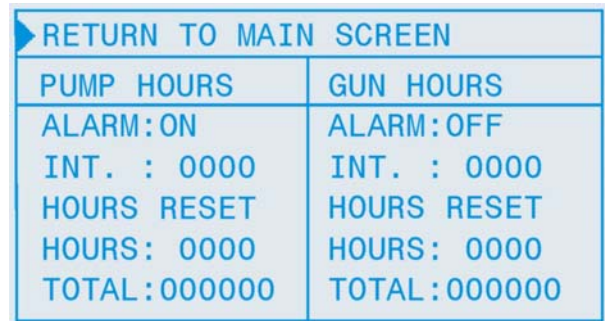 RETURN TO MAIN SCREEN
PUMP HOURS
ALARM:ON
INT. : 0000
HOURS RESET
HOURS: 0000
TOTAL:000000
GUN HOURS
ALARM:OFF
INT. : 0000
HOURS RESET
HOURS: 0000
TOTAL:000000